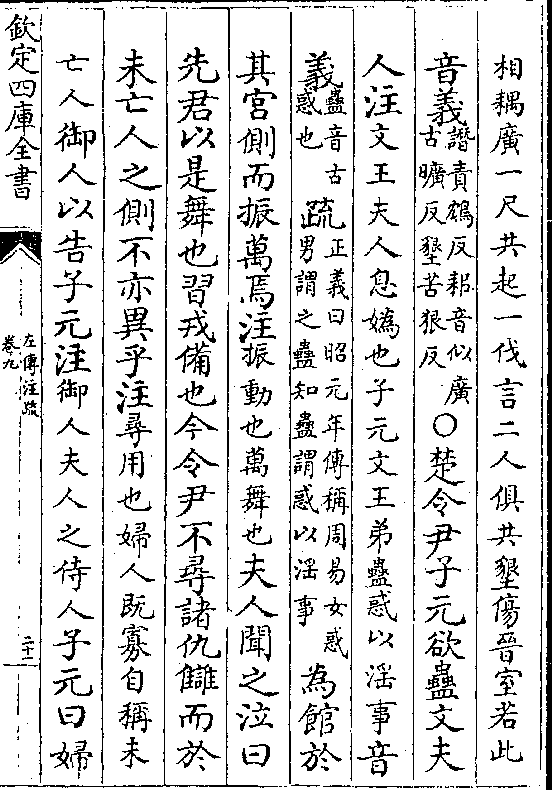 相耦廣一尺共起一伐言二人俱共墾傷晉室若此
音義譖責鴆反耜音似廣
古曠反墾苦狠反○楚令尹子元欲蠱文夫
人注文王夫人息媯也子元文王弟蠱惑以淫事音
義蠱音古
惑也疏正義曰昭元年傳稱周易女惑
男謂之蠱知蠱謂惑以淫事為館於
其宮側而振萬焉注振動也萬舞也夫人聞之泣曰
先君以是舞也習戎備也今令尹不尋諸仇讎而於
未亡人之側不亦異乎注尋用也婦人既寡自稱未
亡人御人以告子元注御人夫人之侍人子元曰婦
欽定四庫全書
左傳注疏
卷九
二十二